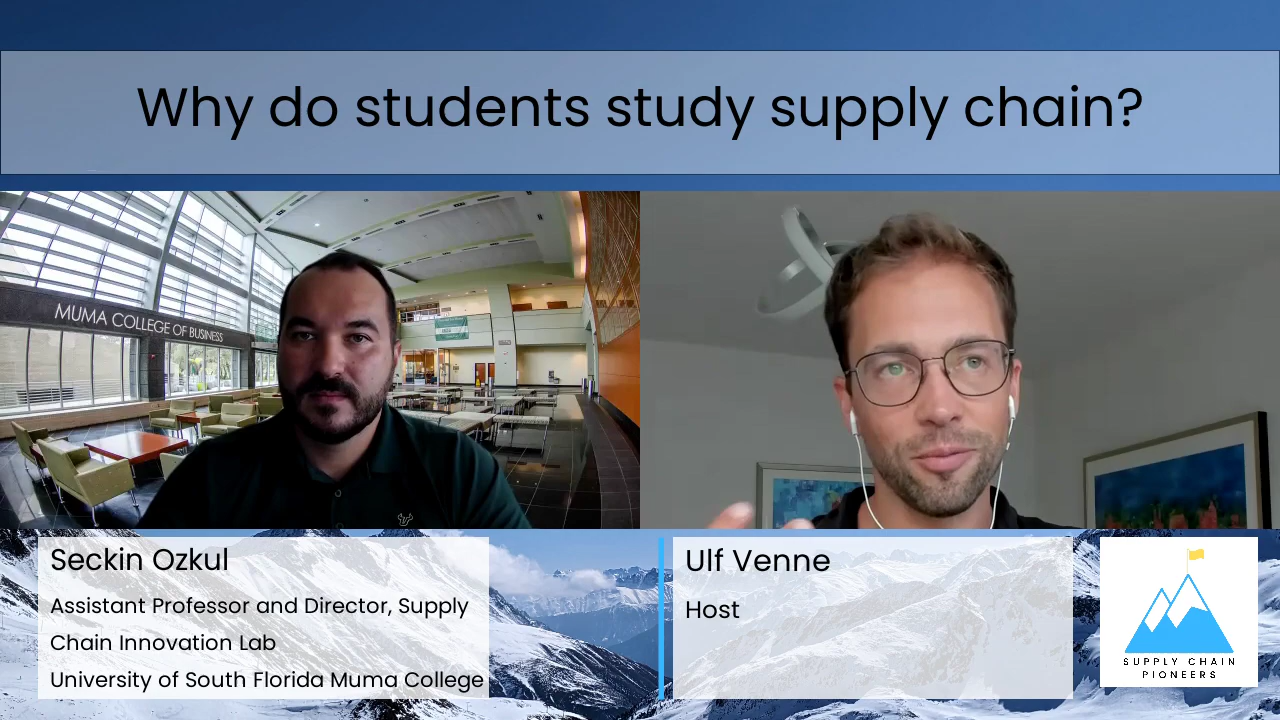 Why do students study supply chain?
MUMA COLLEGE OF BUSINESS
Seckin Ozkul
Assistant Professor and Director, Supply
Chain Innovation Lab
University of South Florida Muma College
Ulf Venne
Host
SUPPLY CHAIN
PIONEERS